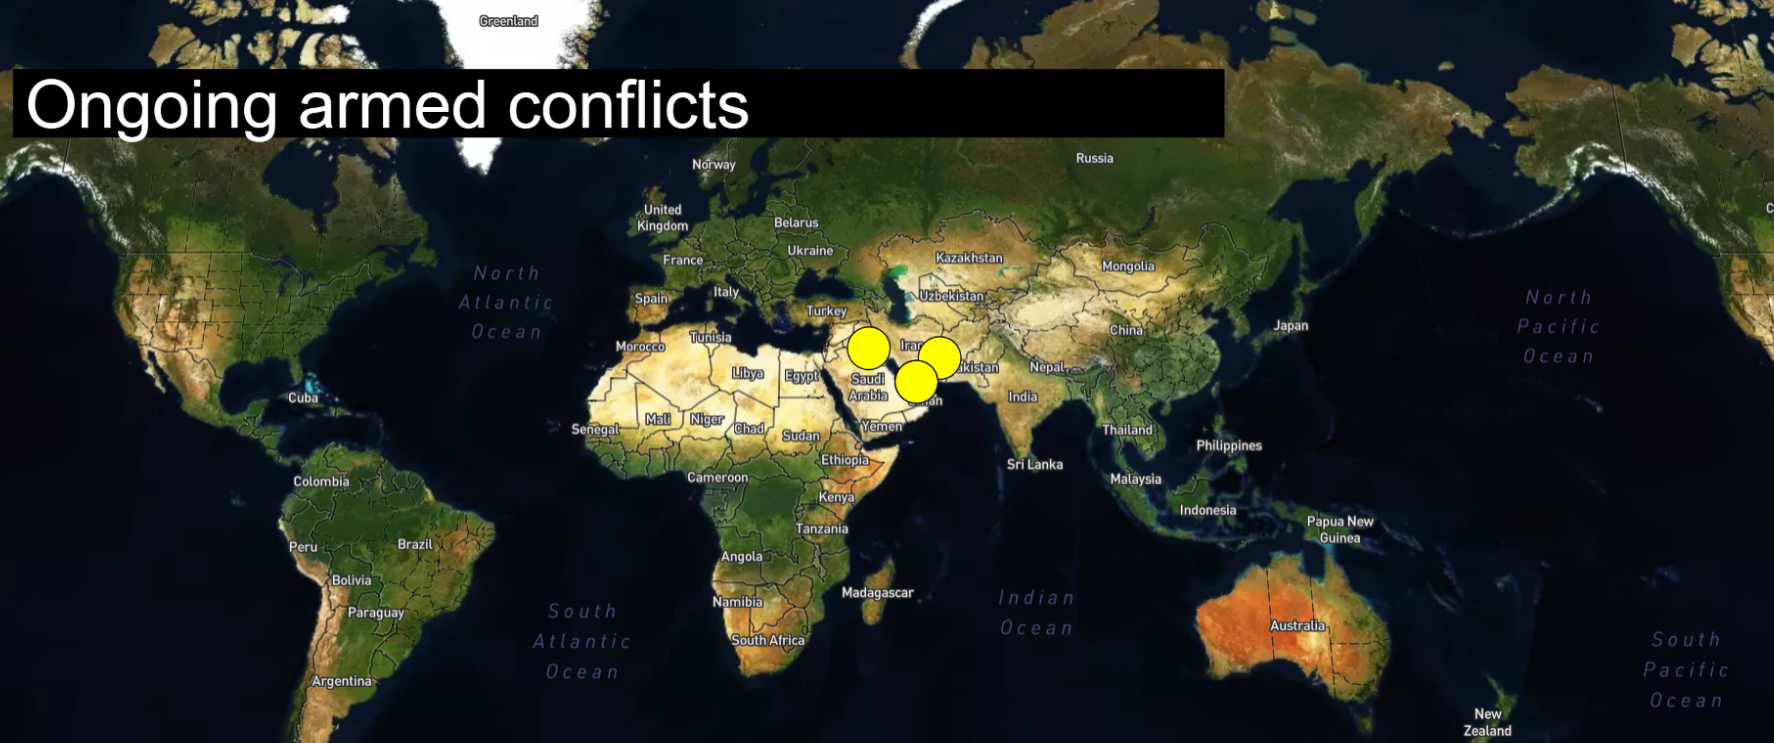 Greenland
Ongoing armed conflicts
Norway
Russia
United
Kingdom
Belarus
Ukraine
France
Kazakhstan
Mongolia
North
Atlantic
Ocean
Italy
Spain
Uzbekistan
Turkey
North
Pacific
Ocean
Japan
China
Tunisia
Morocco
Iran
Libya
Egypt
Saudi
Arabia
akistan
Nepal
India
Cuba
Mali
Niger
Chad
Sudan
Senegal
Yemen
Thailand
Philippines
Ethiopia
Sri Lanka
Cameroon
Colombia
Malaysia
Kenya
Indonesia
Tanzania
Papua New
Guinea
Peru
Brazil
Angola
Bolivia
Madagascar
Namibia
Paraguay
South
Atlantic
Ocean
Indian
Ocean
Australia
South Africa
South
Pacific
Ocean
Argentina
New
Zealand